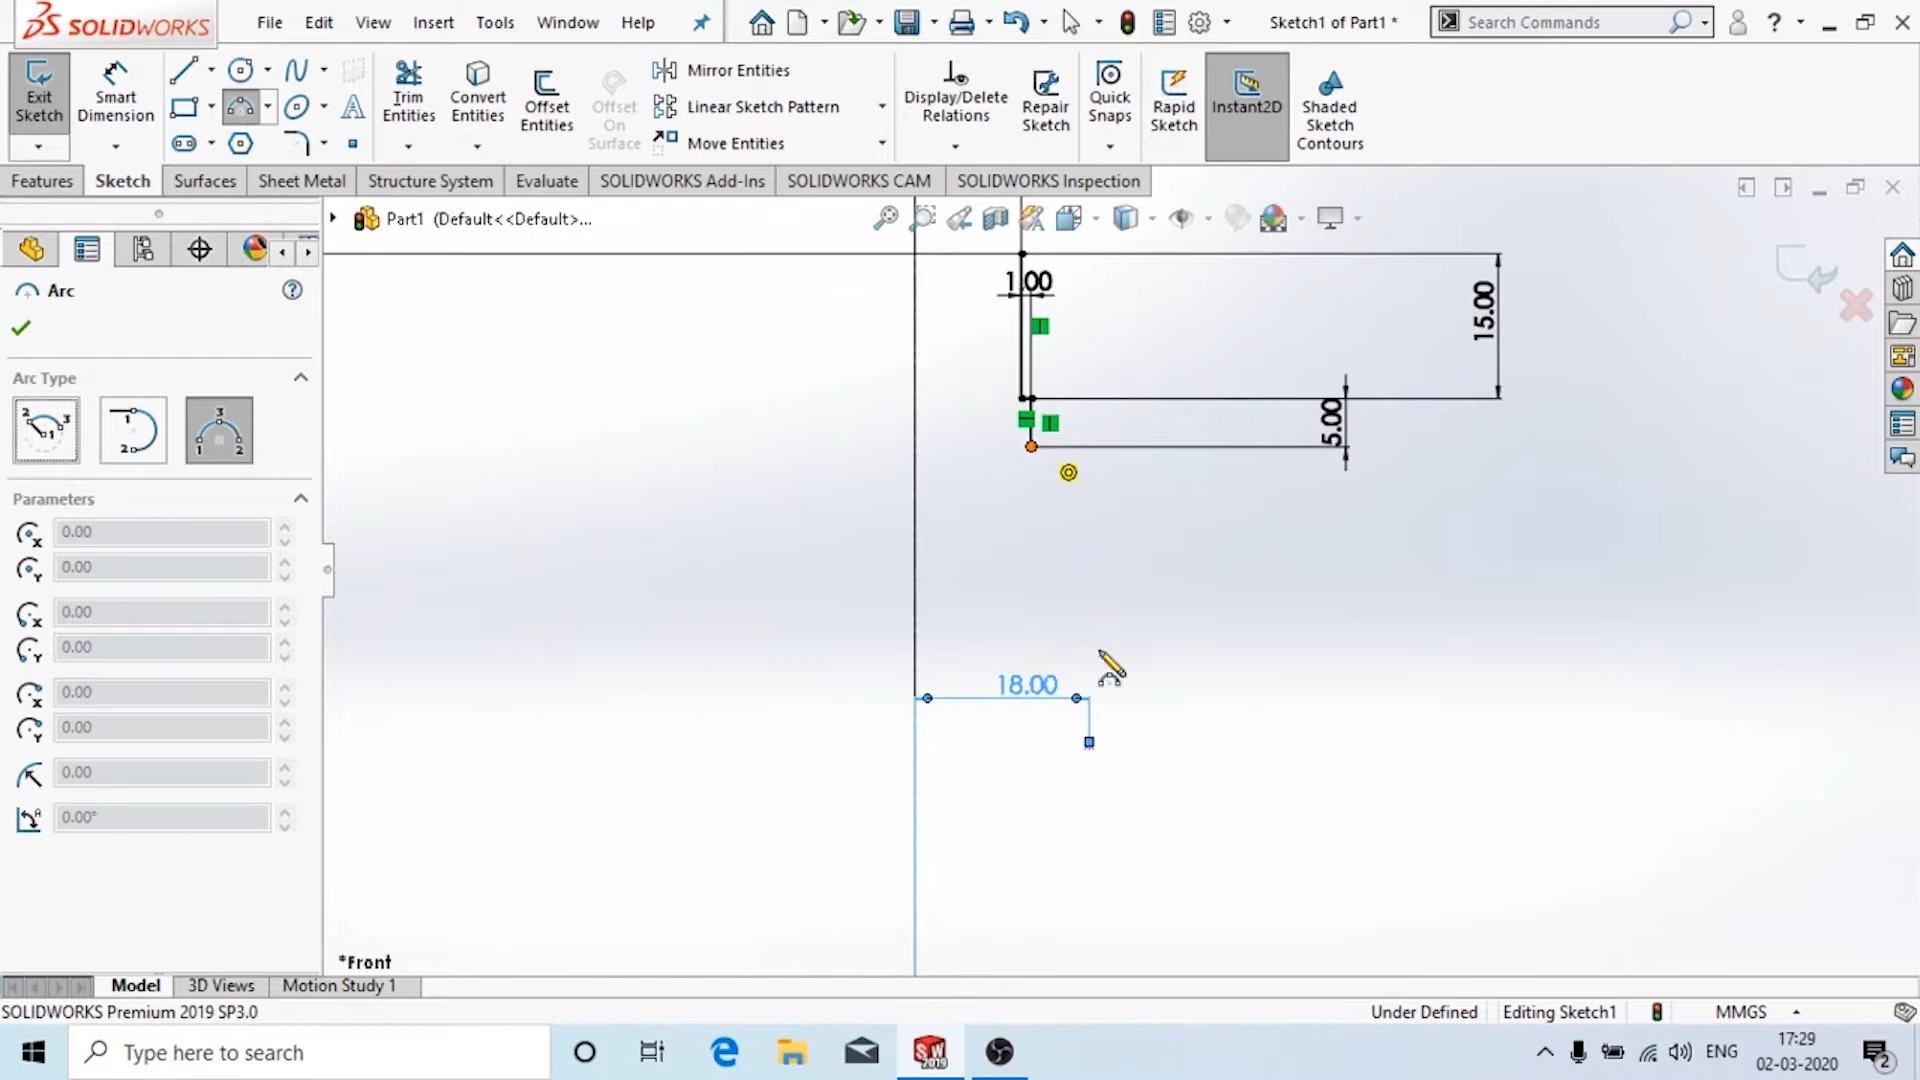 SOLIDWORKS
File Edit View Insert Tools Window Help
Sketch1 of Part1 *
Search Commands
Exit Sketch
Smart Dimension
Trim Entities
Convert Entities
Offset Entities
Offset On Surface
Mirror Entities
Linear Sketch Pattern
Move Entities
Display/Delete Relations
Repair Sketch
Quick Snaps
Rapid Sketch
Instant2D
Shaded Sketch Contours
Features Sketch Surfaces Sheet Metal Structure System Evaluate SOLIDWORKS Add-Ins SOLIDWORKS CAM SOLIDWORKS Inspection
Part1 (Default<<Default>...
Arc
Arc Type
Parameters
0.00
0.00
0.00
0.00
0.00
0.00
0.00
0.00°
1.00
15.00
5.00
18.00
*Front
Model 3D Views Motion Study 1
SOLIDWORKS Premium 2019 SP3.0
Under Defined Editing Sketch1 MMGS
Type here to search
ENG
17:29
02-03-2020
2